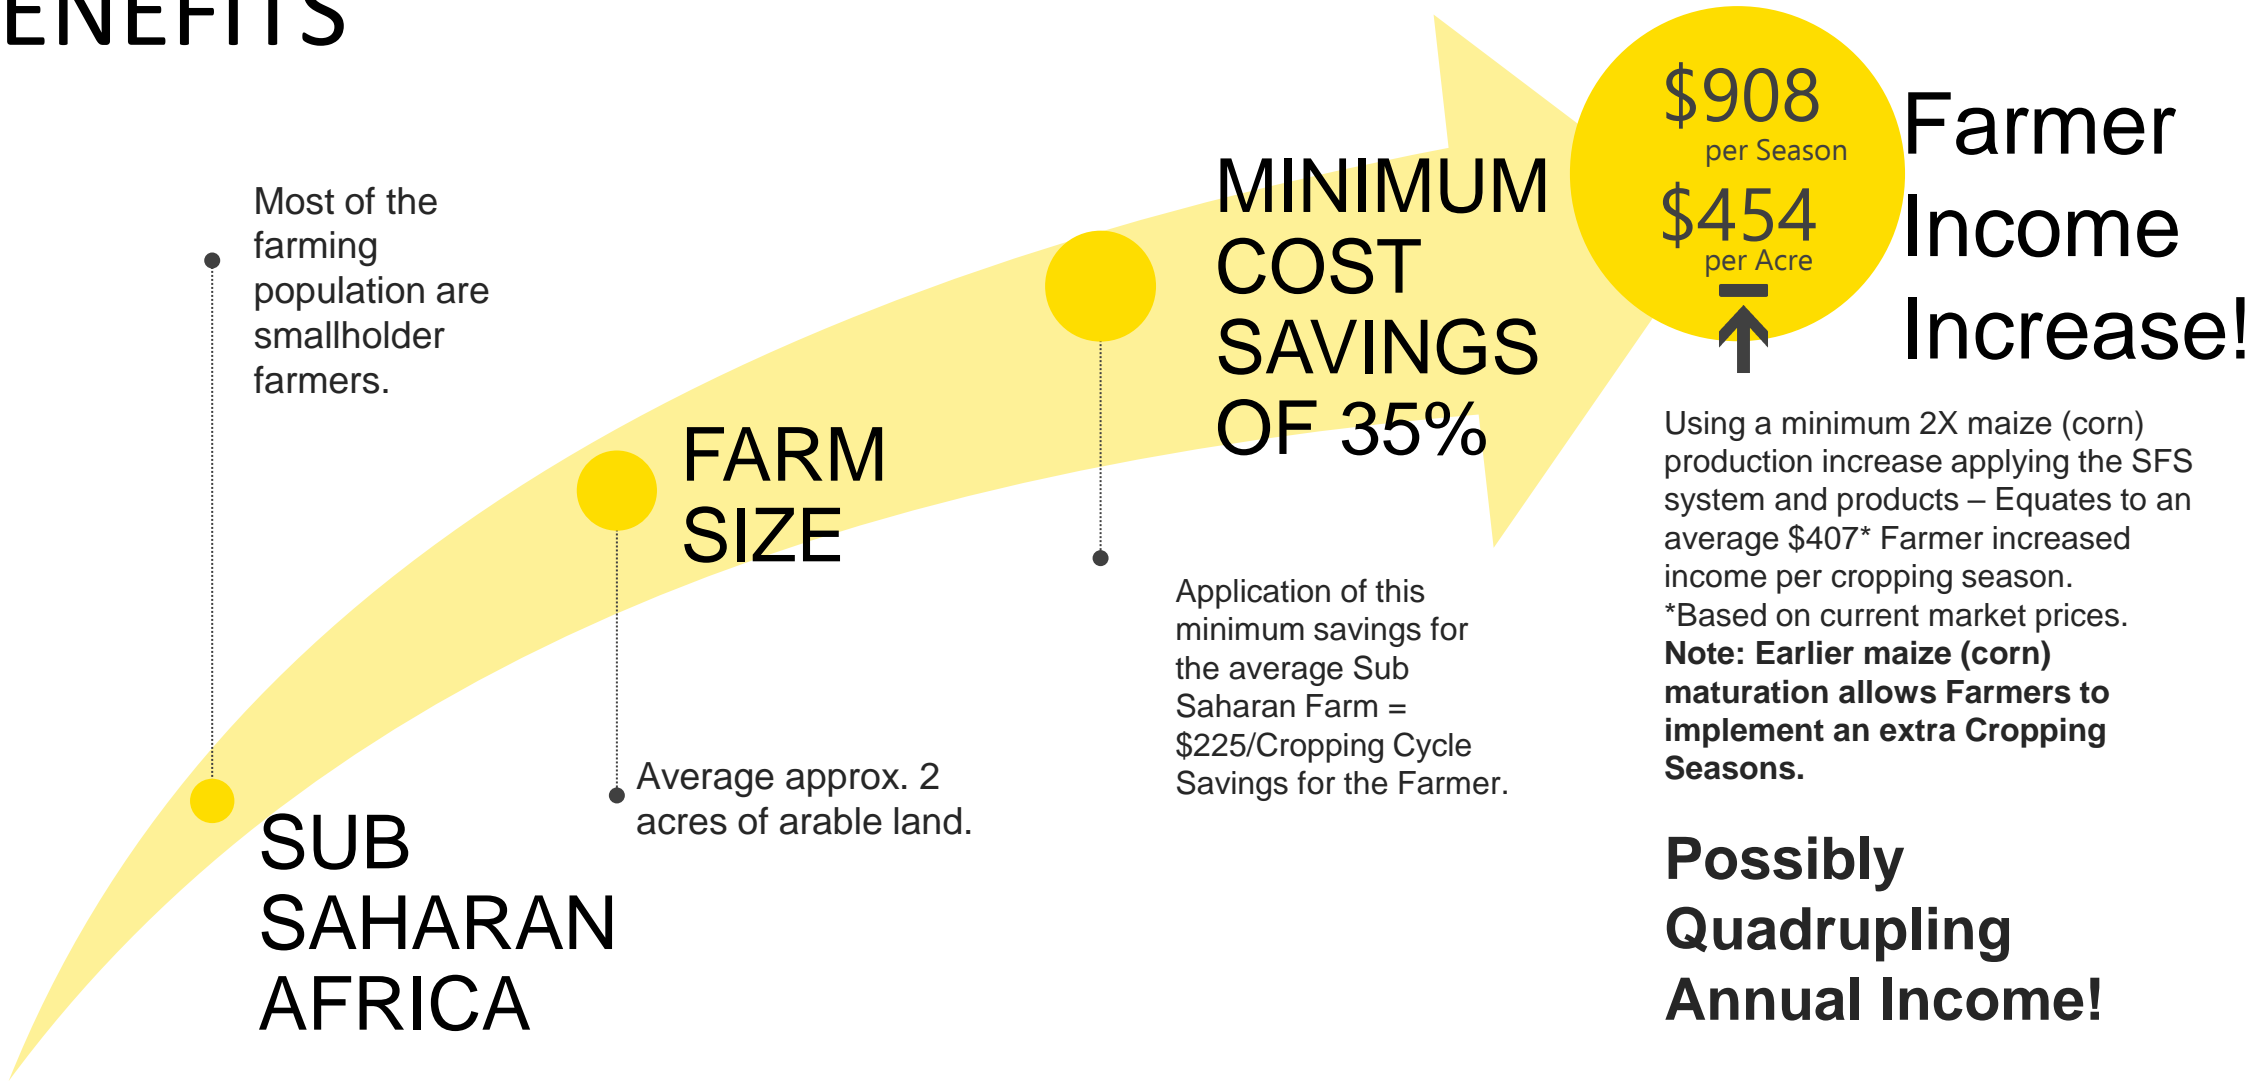 ENEFITS
Most of the
farming
population are
smallholder
farmers.
SUB
SAHARAN
AFRICA
FARM
SIZE
Average approx. 2
acres of arable land.
MINIMUM
COST
SAVINGS
OF 35%
Application of this
minimum savings for
the average Sub
Saharan Farm =
$225/Cropping Cycle
Savings for the Farmer.
$908
per Season
$454
per Acre
Farmer
Income
Increase!
Using a minimum 2X maize (corn)
production increase applying the SFS
system and products – Equates to an
average $407* Farmer increased
income per cropping season.
*Based on current market prices.
Note: Earlier maize (corn)
maturation allows Farmers to
implement an extra Cropping
Seasons.
Possibly
Quadrupling
Annual Income!